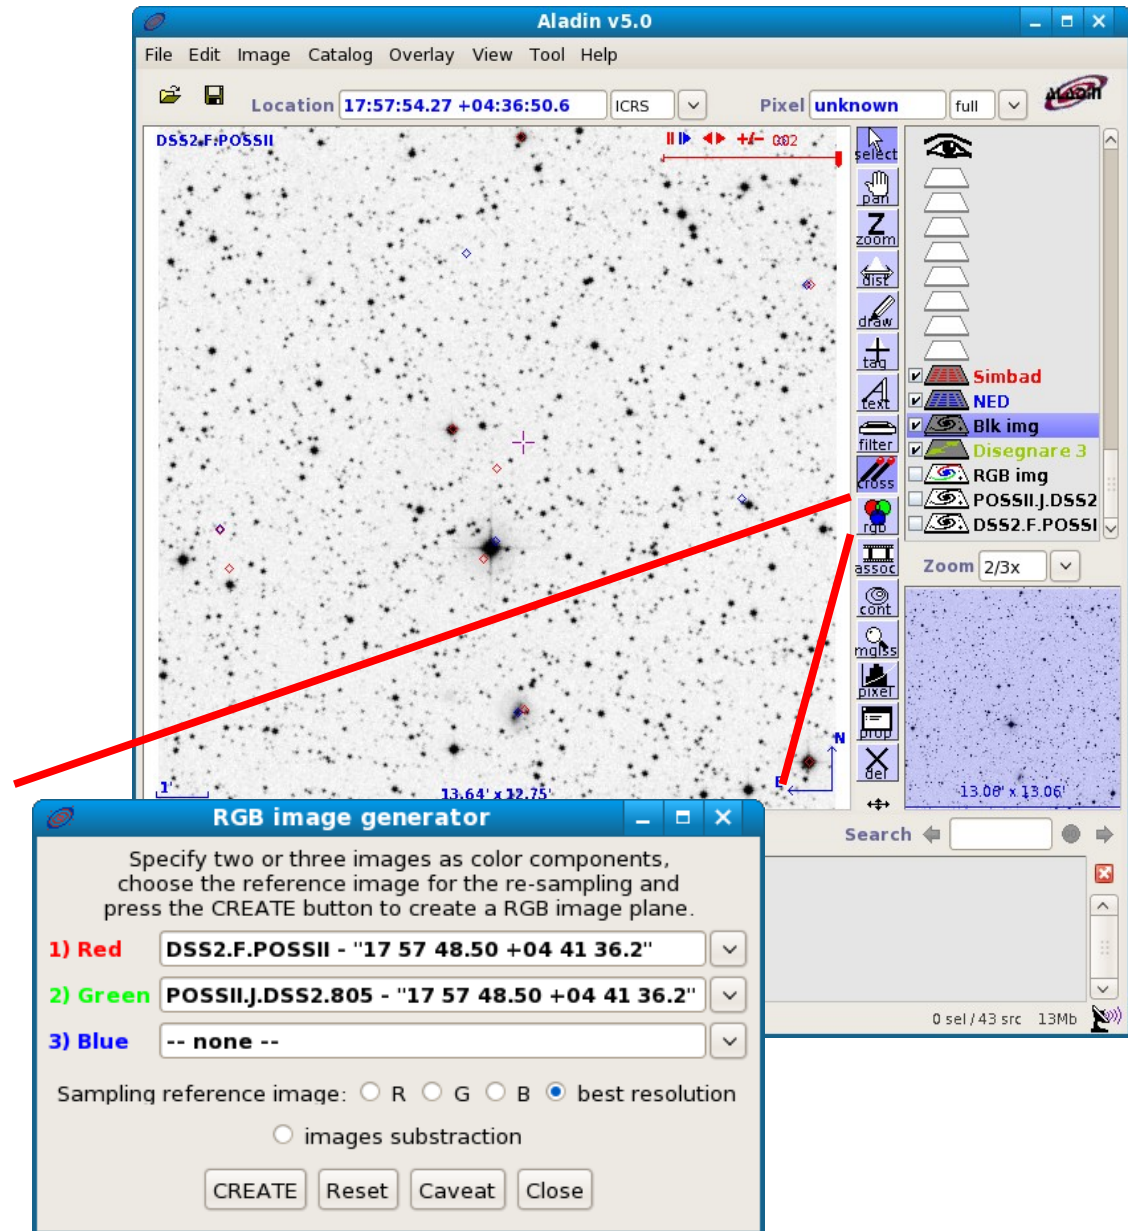 Aladin v5.0
File Edit Image Catalog Overlay View Tool Help
Location 17:57:54.27 +04:36:50.6 ICRS Pixel unknown full ALADIN
DSS2.F.POSSII
+/-
select
pan
zoom
dist
draw
tag
text
filter
cross
rgb
assoc
cont
mglss
pixel
prop
del
Simbad
NED
Blk img
Disegnare 3
RGB img
POSSII.J.DSS2
DSS2.F.POSSI
Zoom 2/3x
N
E
1'
13.64' x 12.75'
13.06' x 13.06'
Search
0 sel / 43 src 13Mb
RGB image generator
Specify two or three images as color components,
choose the reference image for the re-sampling and
press the CREATE button to create a RGB image plane.
1) Red DSS2.F.POSSII - "17 57 48.50 +04 41 36.2"
2) Green POSSII.J.DSS2.805 - "17 57 48.50 +04 41 36.2"
3) Blue -- none --
Sampling reference image: R G B best resolution
images substraction
CREATE Reset Caveat Close